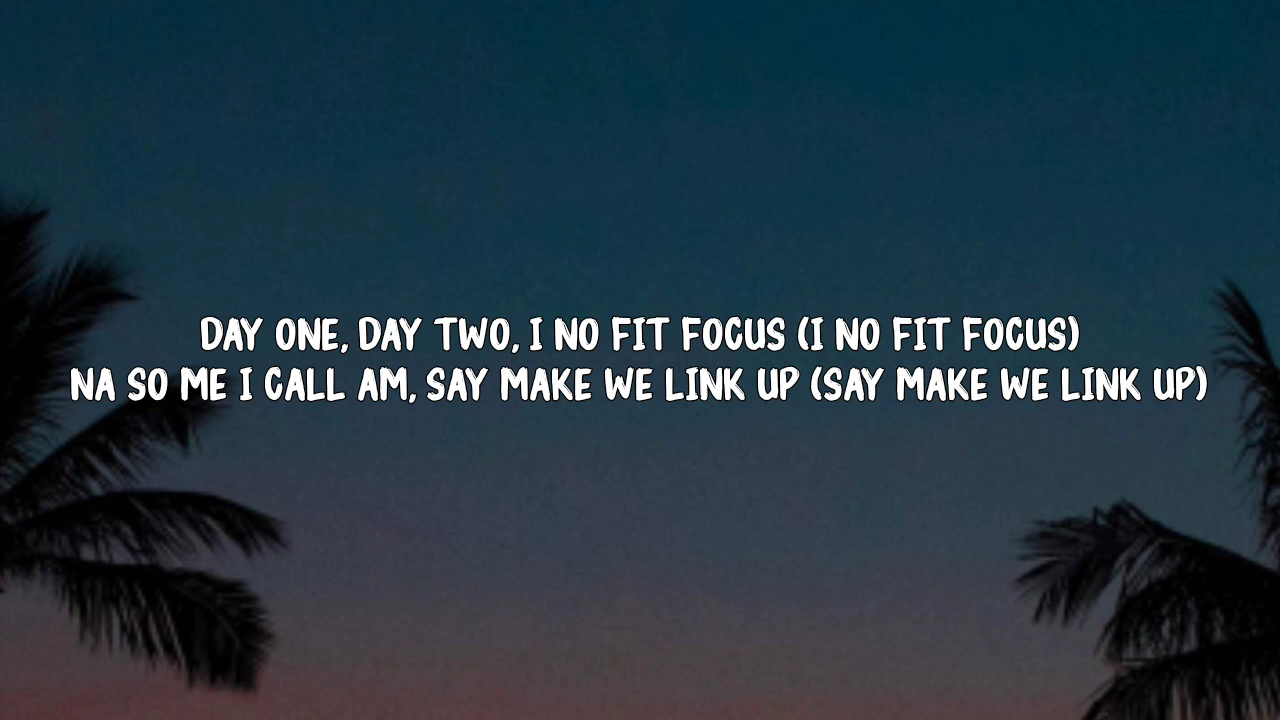 DAY ONE, DAY TWO, I NO FIT FOCUS (I NO FIT FOCUS)
NA SO ME I CALL AM, SAY MAKE WE LINK UP (SAY MAKE WE LINK UP)